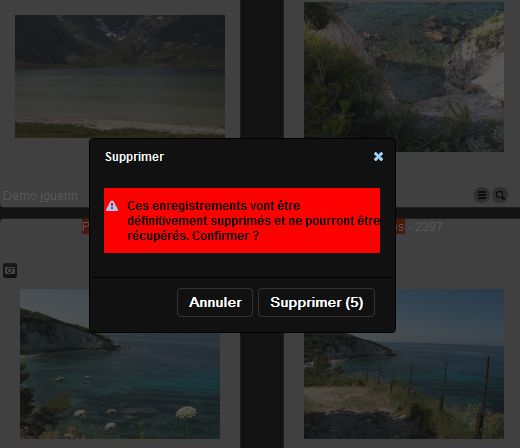 Supprimer
Ces enregistrements vont être
définitivement supprimés et ne pourront être
récupérés. Confirmer ?
Annuler
Supprimer (5)
Demo jguerin
- 2397